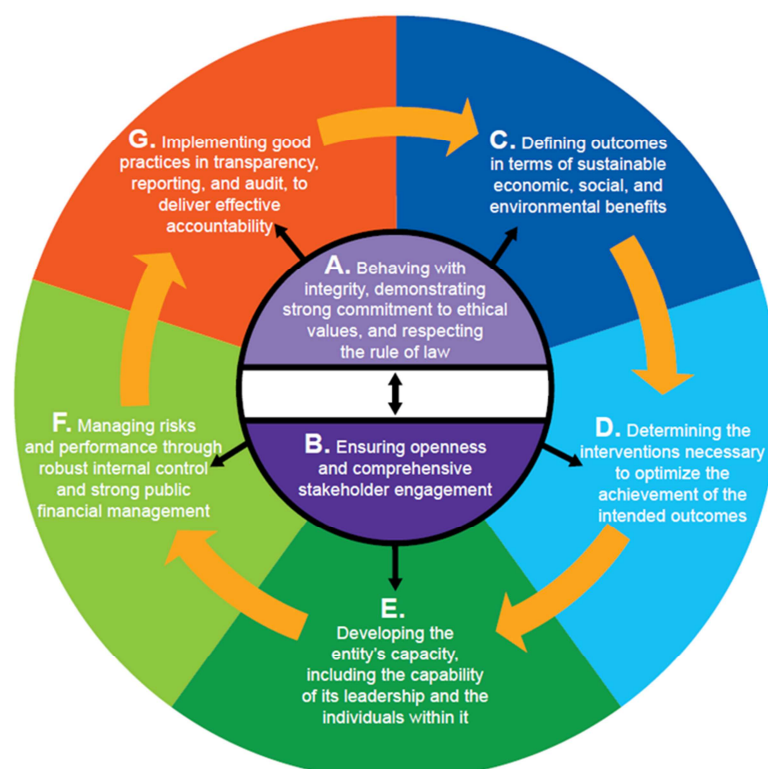 A. Behaving with
integrity, demonstrating
strong commitment to ethical
values, and respecting
the rule of law
B. Ensuring openness
and comprehensive
stakeholder engagement
C. Defining outcomes
in terms of sustainable
economic, social, and
environmental benefits
D. Determining the
interventions necessary
to optimize the
achievement of the
intended outcomes
E.
Developing the
entity's capacity,
including the capability
of its leadership and the
individuals within it
F. Managing risks
and performance through
robust internal control
and strong public
financial management
G. Implementing good
practices in transparency,
reporting, and audit, to
deliver effective
accountability